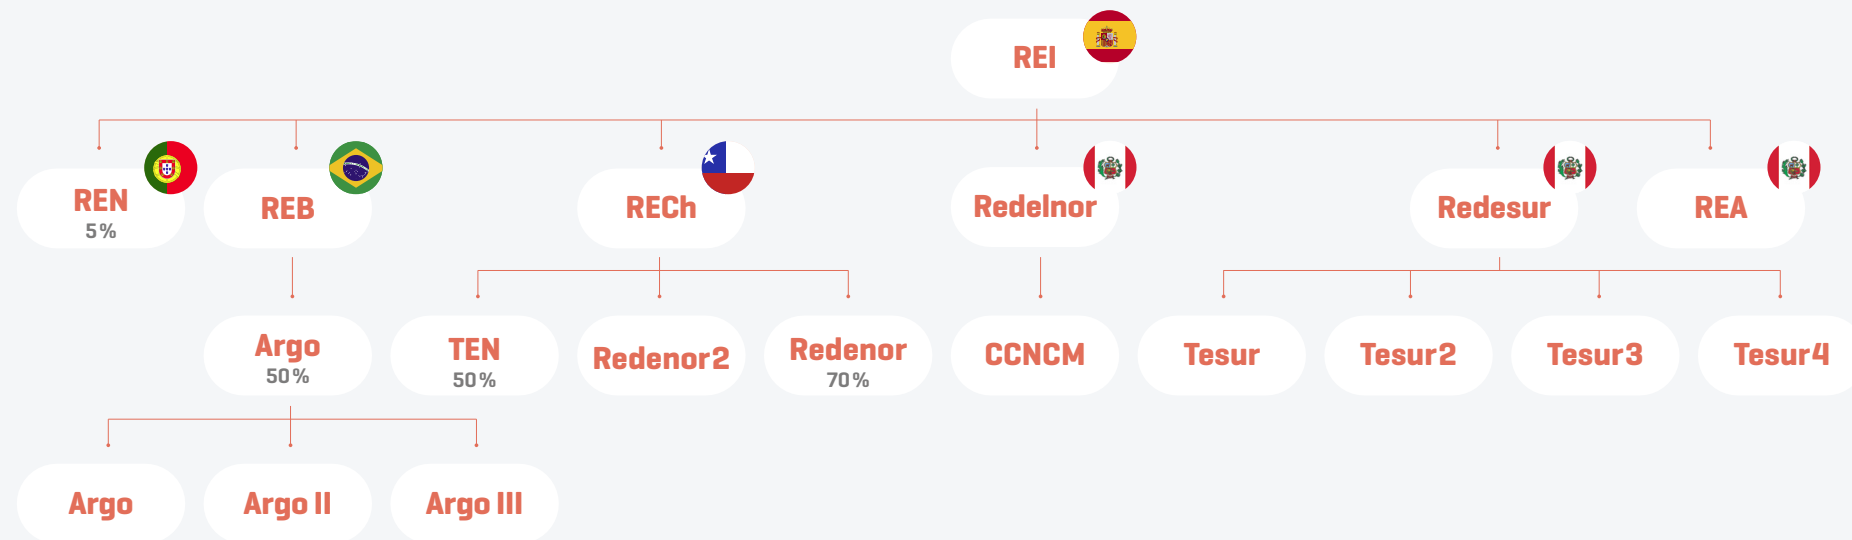 REI
REN
5%
REB
RECh
Redelnor
Redesur
REA
Argo
50%
TEN
50%
Redenor2
Redenor
70%
CCNCM
Tesur
Tesur2
Tesur3
Tesur4
Argo
Argo II
Argo III